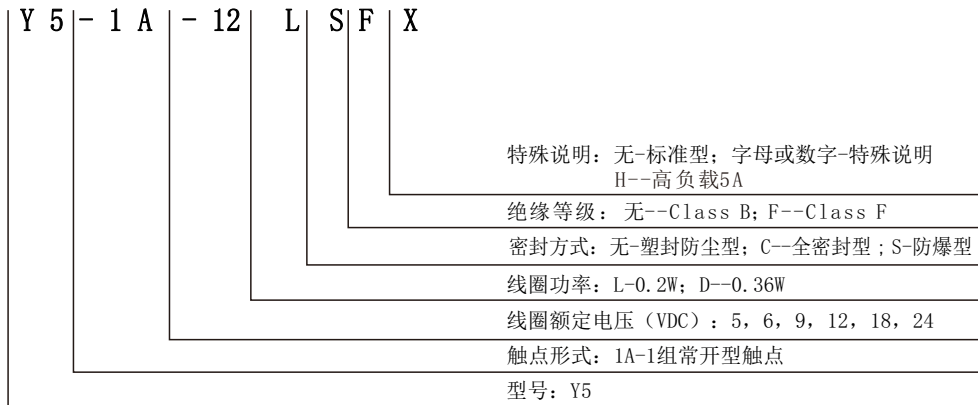 Y 5 - 1 A - 12 L S F X
特殊说明：无-标准型；字母或数字-特殊说明
H--高负载5A
绝缘等级：无--Class B；F--Class F
密封方式：无-塑封防尘型；C--全密封型；S-防爆型
线圈功率：L-0.2W；D--0.36W
线圈额定电压（VDC）：5，6，9，12，18，24
触点形式：1A-1组常开型触点
型号：Y5